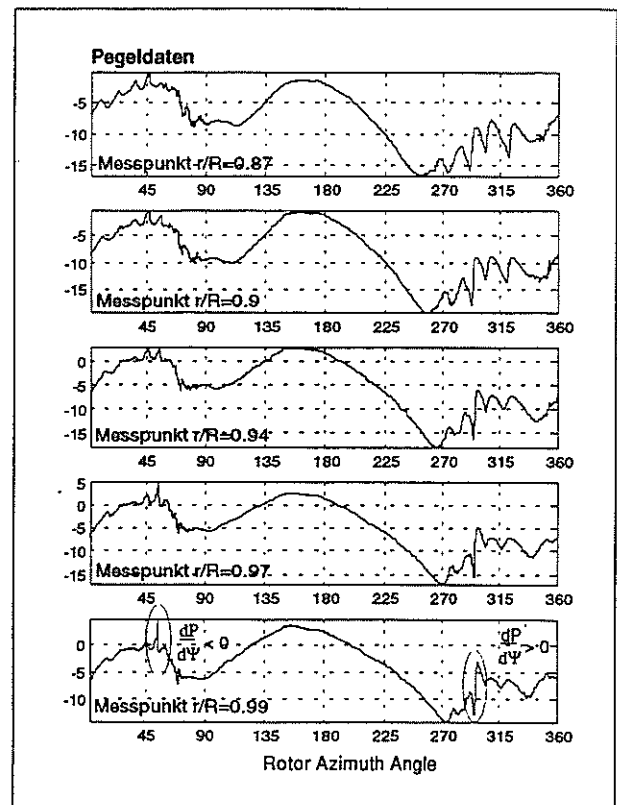 Pegeldaten
-5
-10
-15
Messpunkt r/R=0.87
45 90 135 180 225 270 315 360
-5
-10
-15
Messpunkt r/R=0.9
45 90 135 180 225 270 315 360
0
-5
-10
-15
Messpunkt r/R=0.94
45 90 135 180 225 270 315 360
5
0
-5
-10
-15
Messpunkt r/R=0.97
45 90 135 180 225 270 315 360
dP/dΨ < 0
dP/dΨ > 0
0
-5
-10
Messpunkt r/R=0.99
45 90 135 180 225 270 315 360
Rotor Azimuth Angle